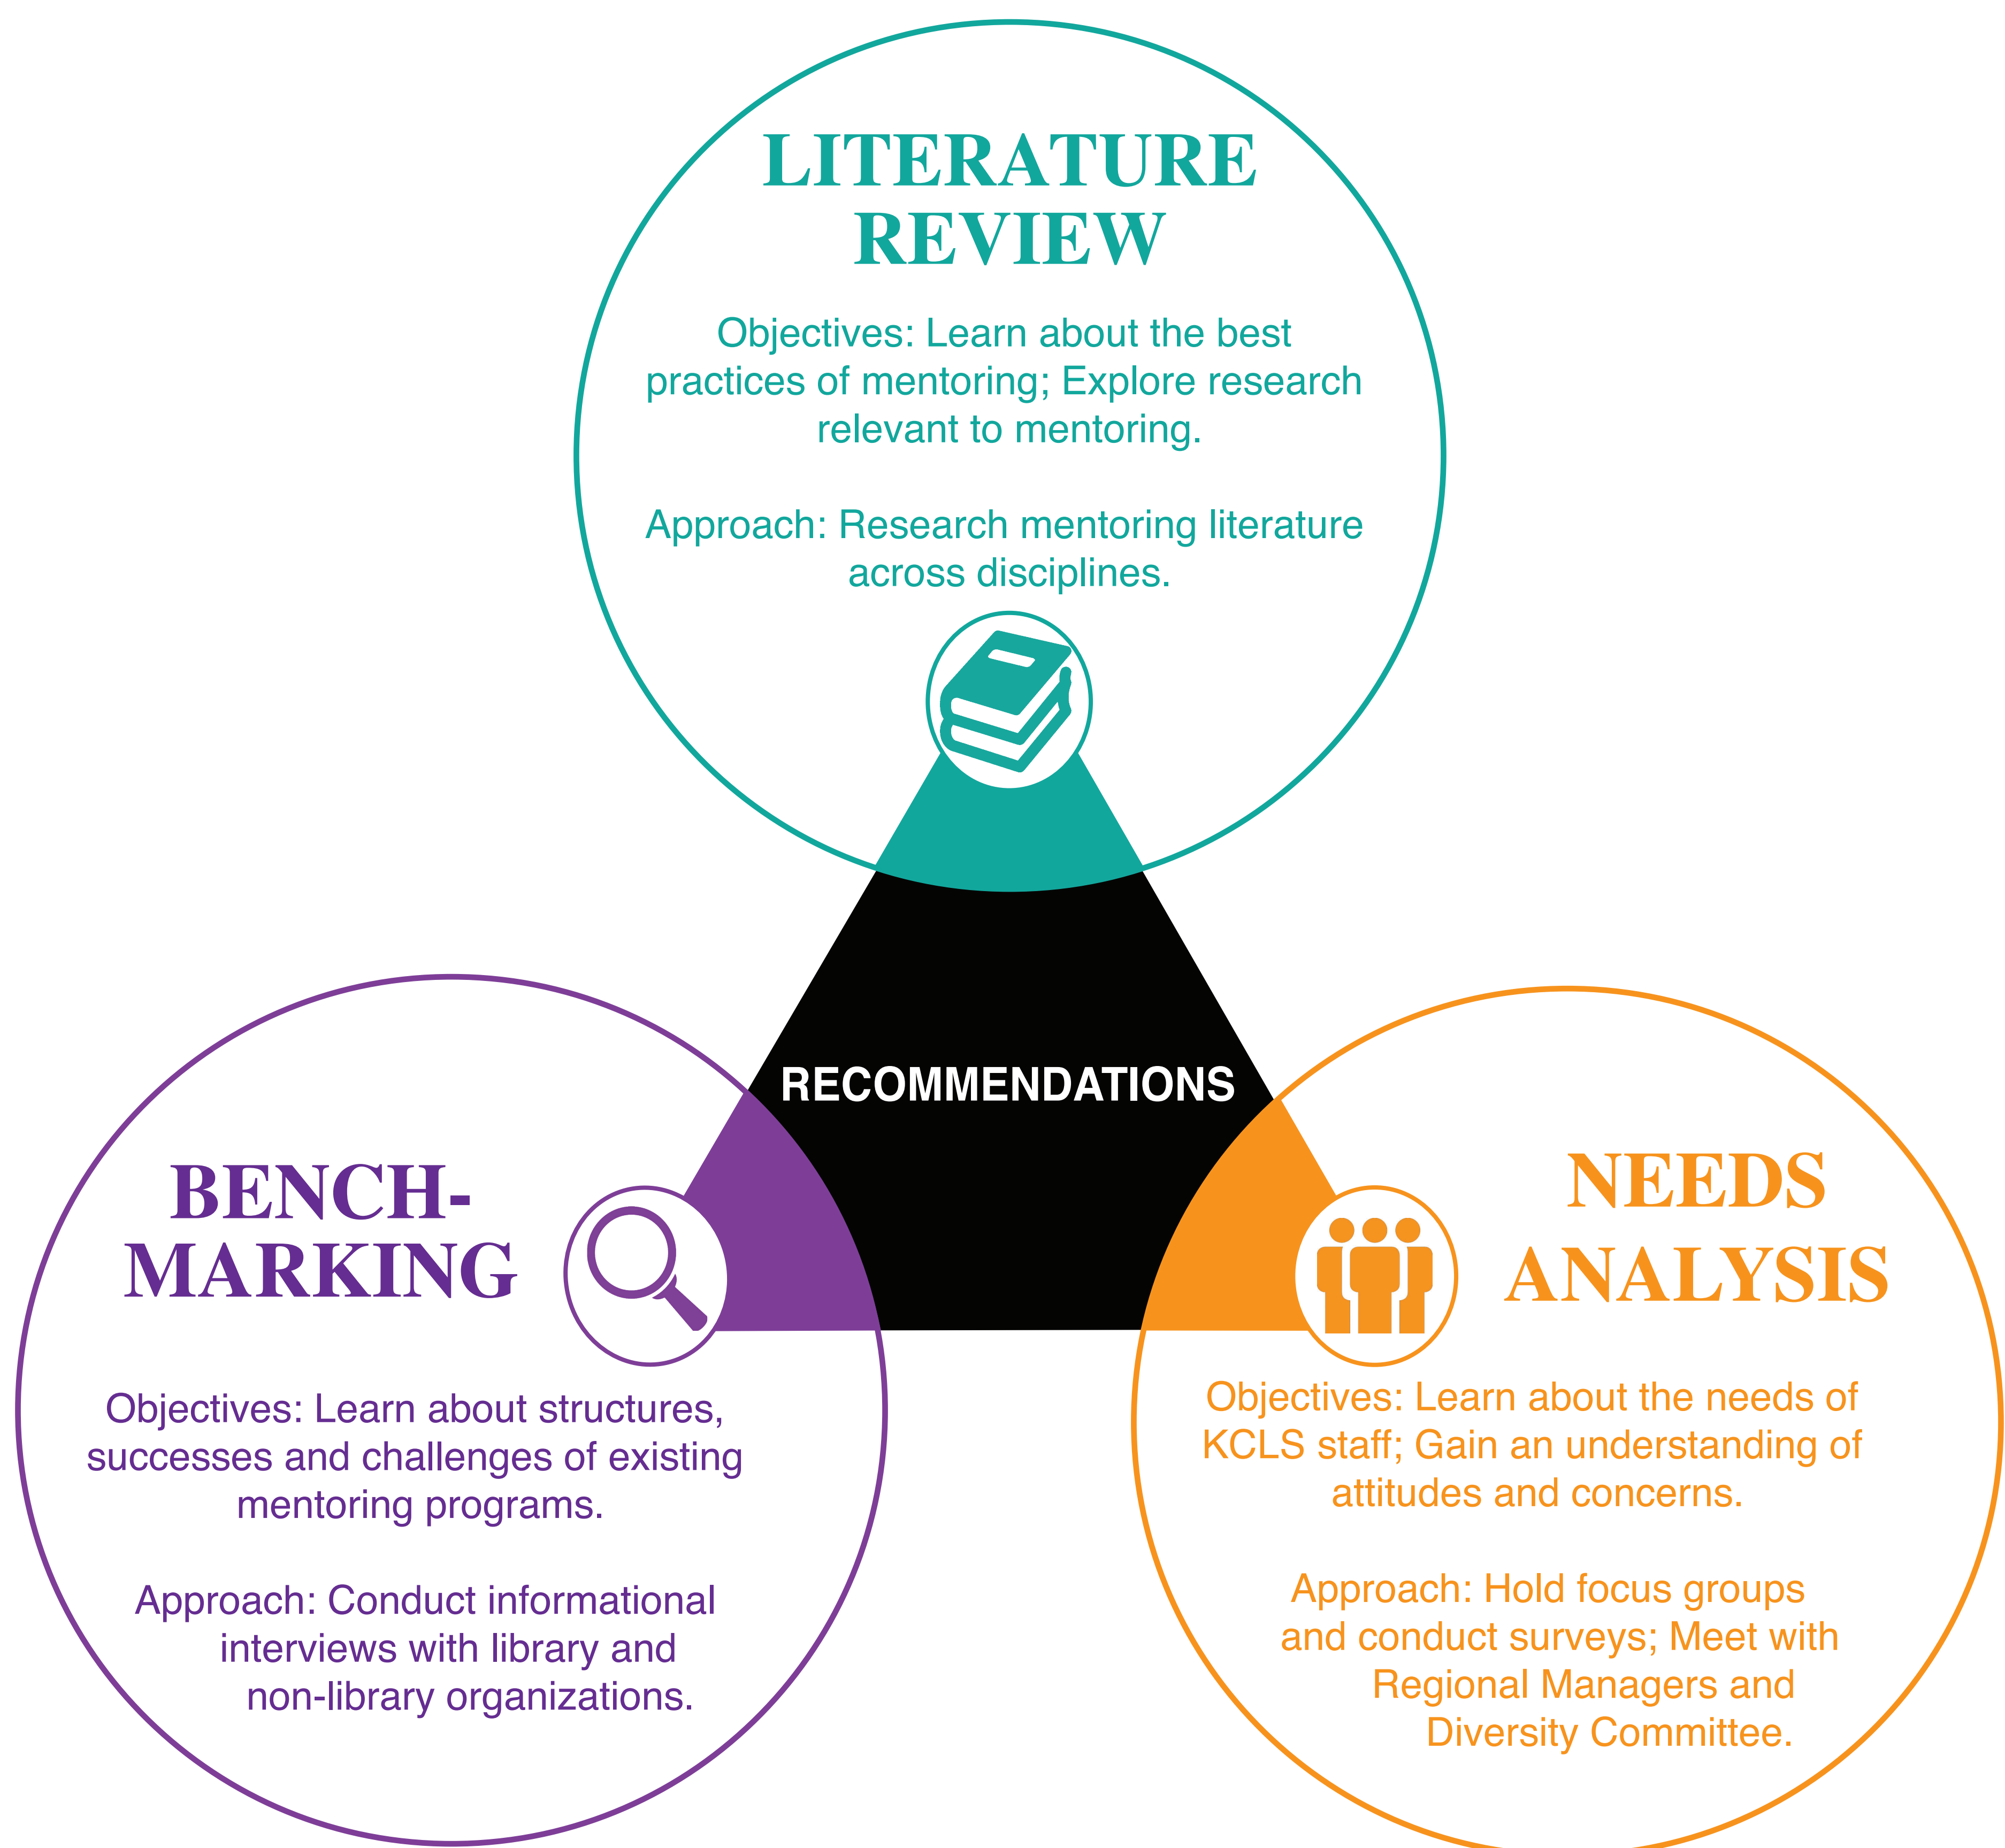 LITERATURE
REVIEW
Objectives: Learn about the best
practices of mentoring; Explore research
relevant to mentoring.
Approach: Research mentoring literature
across disciplines.
RECOMMENDATIONS
BENCH-
MARKING
Objectives: Learn about structures,
successes and challenges of existing
mentoring programs.
Approach: Conduct informational
interviews with library and
non-library organizations.
NEEDS
ANALYSIS
Objectives: Learn about the needs of
KCLS staff; Gain an understanding of
attitudes and concerns.
Approach: Hold focus groups
and conduct surveys; Meet with
Regional Managers and
Diversity Committee.